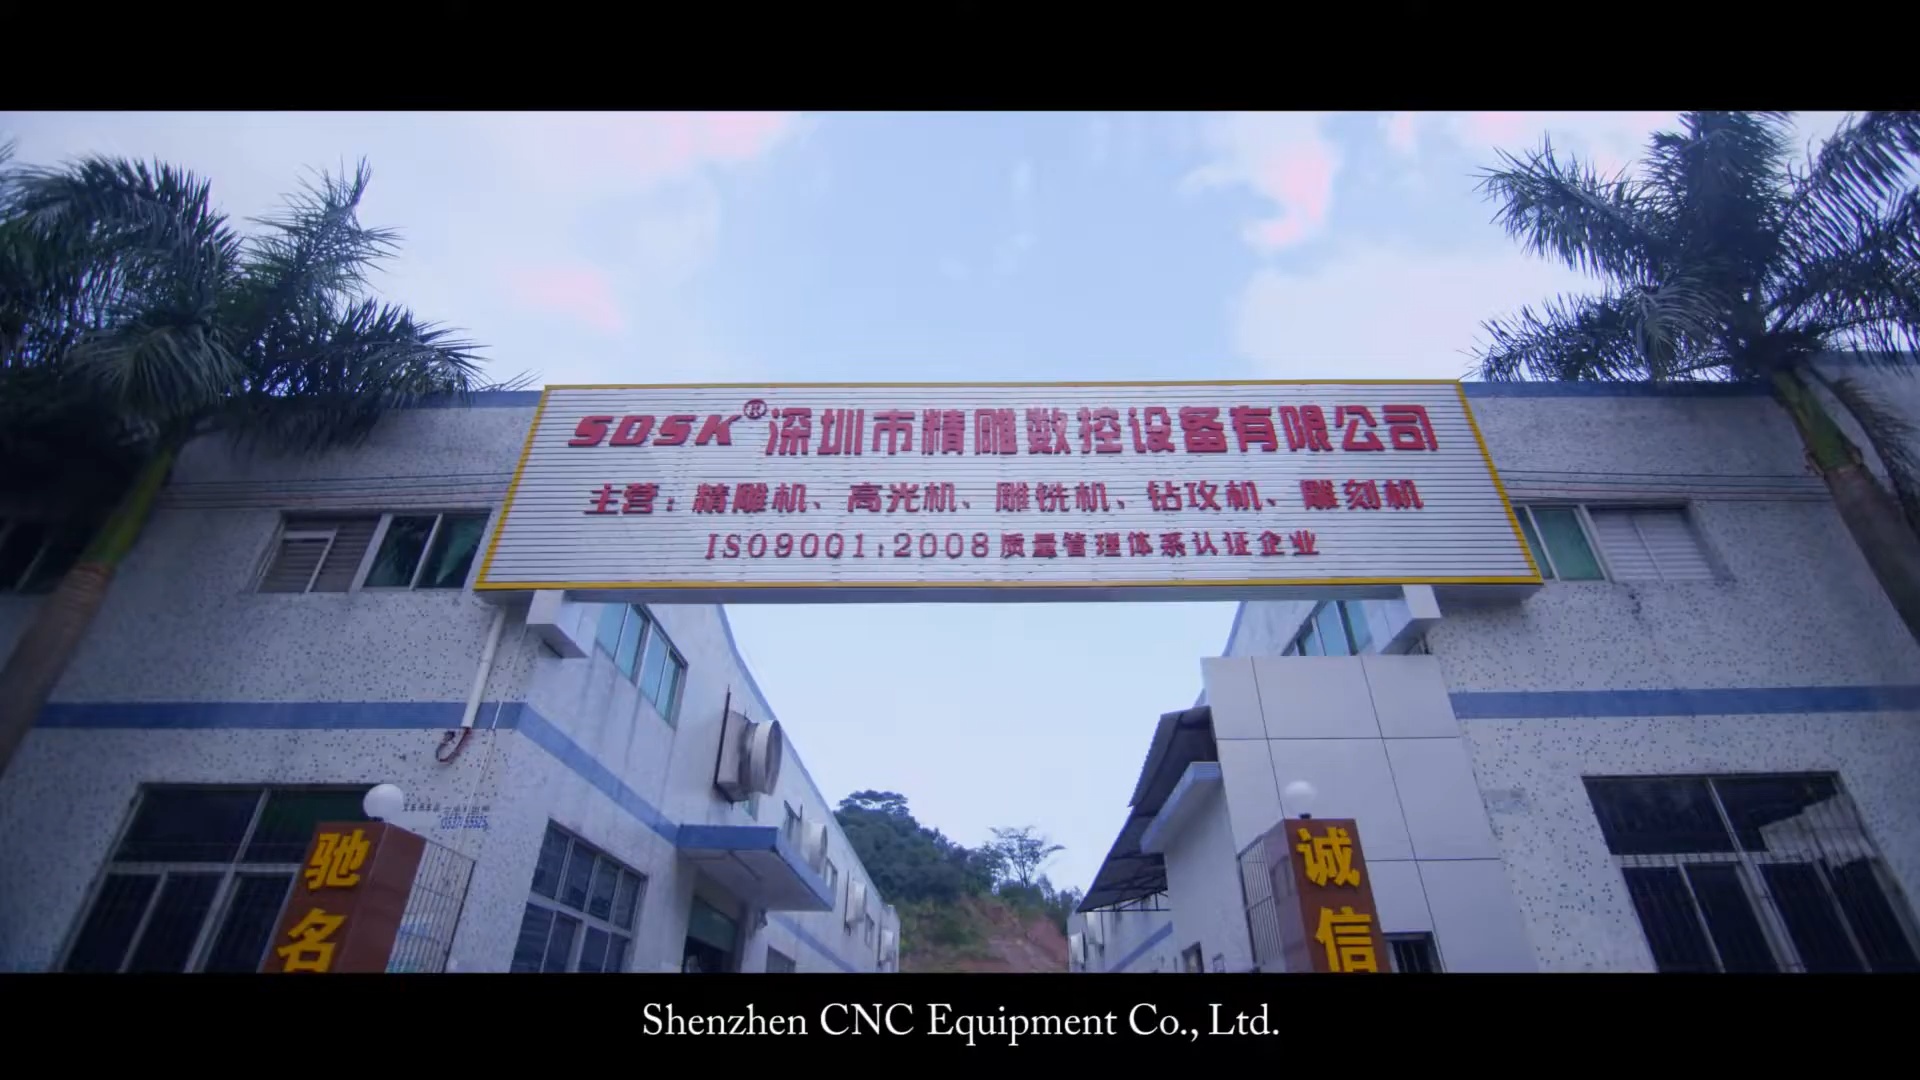 SDSK® 深圳市精雕数控设备有限公司
主营：精雕机、高光机、雕铣机、钻攻机、雕刻机
ISO9001:2008质量管理体系认证企业
驰名
诚信
Shenzhen CNC Equipment Co., Ltd.